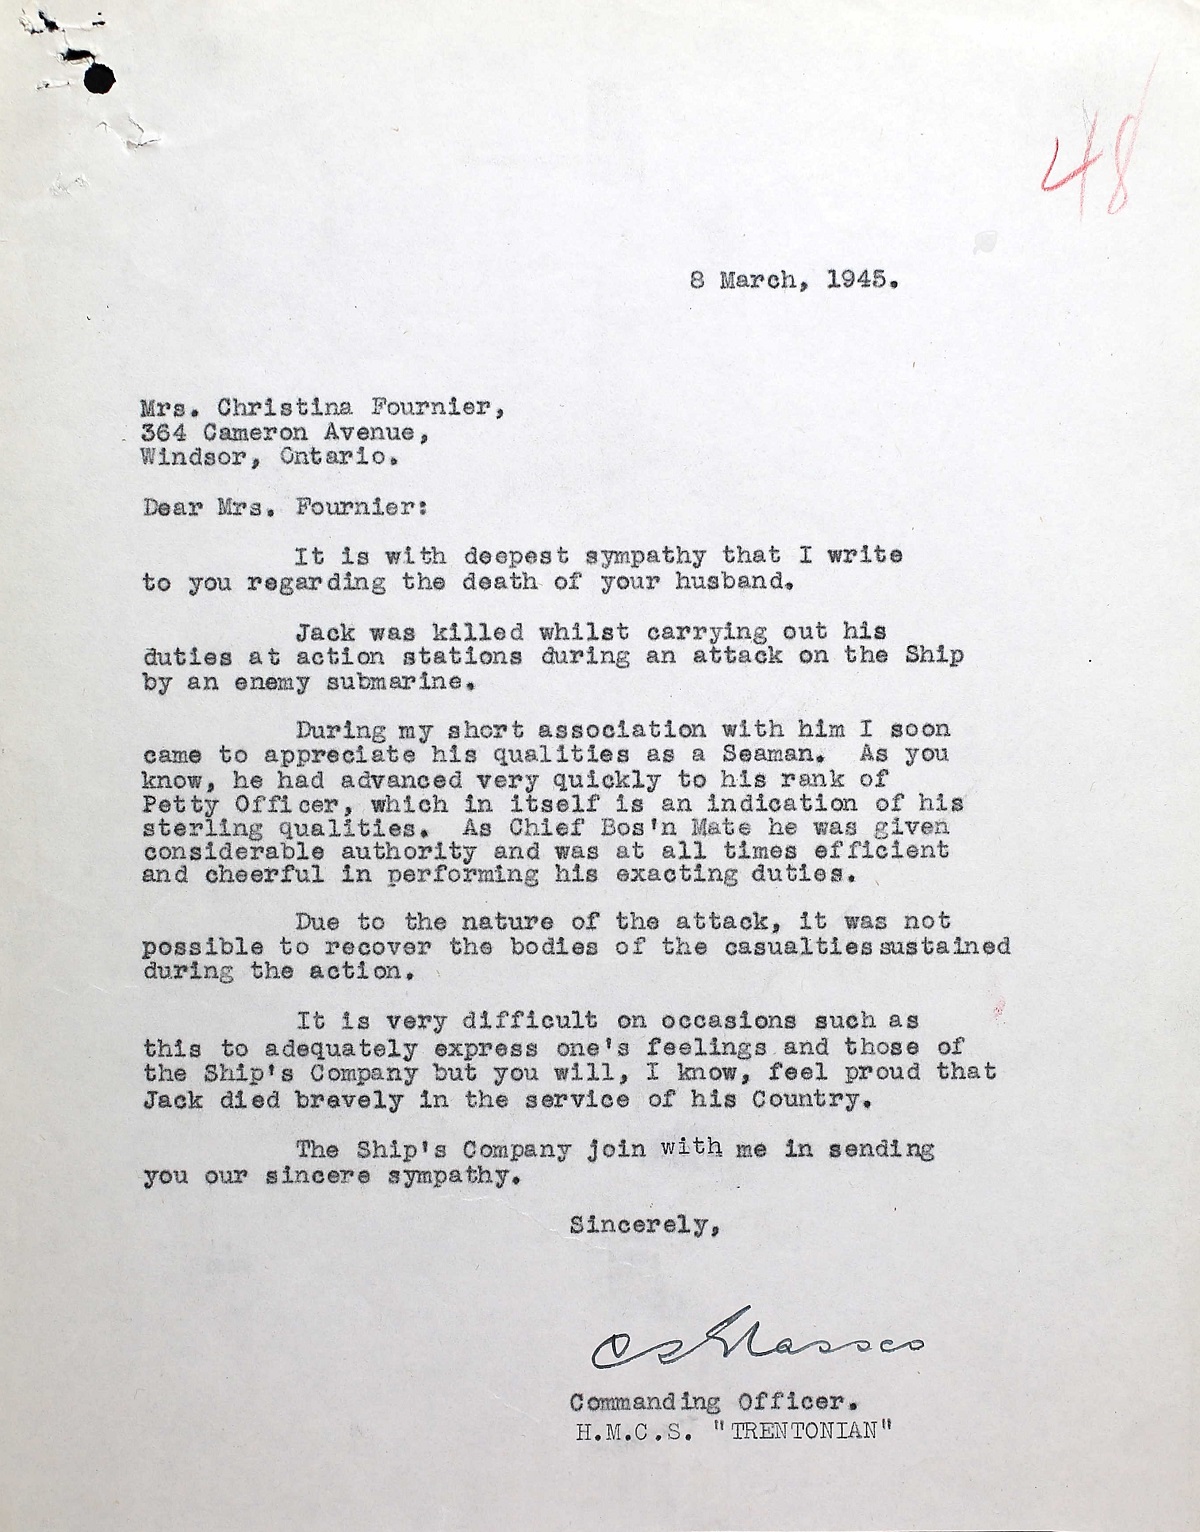 48
8 March, 1945.
Mrs. Christina Fournier,
364 Cameron Avenue,
Windsor, Ontario.
Dear Mrs. Fournier:
It is with deepest sympathy that I write
to you regarding the death of your husband.
Jack was killed whilst carrying out his
duties at action stations during an attack on the Ship
by an enemy submarine.
During my short association with him I soon
came to appreciate his qualities as a Seaman. As you
know, he had advanced very quickly to his rank of
Petty Officer, which in itself is an indication of his
sterling qualities. As Chief Bos'n Mate he was given
considerable authority and was at all times efficient
and cheerful in performing his exacting duties.
Due to the nature of the attack, it was not
possible to recover the bodies of the casualties sustained
during the action.
It is very difficult on occasions such as
this to adequately express one's feelings and those of
the Ship's Company but you will, I know, feel proud that
Jack died bravely in the service of his Country.
The Ship's Company join with me in sending
you our sincere sympathy.
Sincerely,
Commanding Officer.
H.M.C.S. "TRENTONIAN"